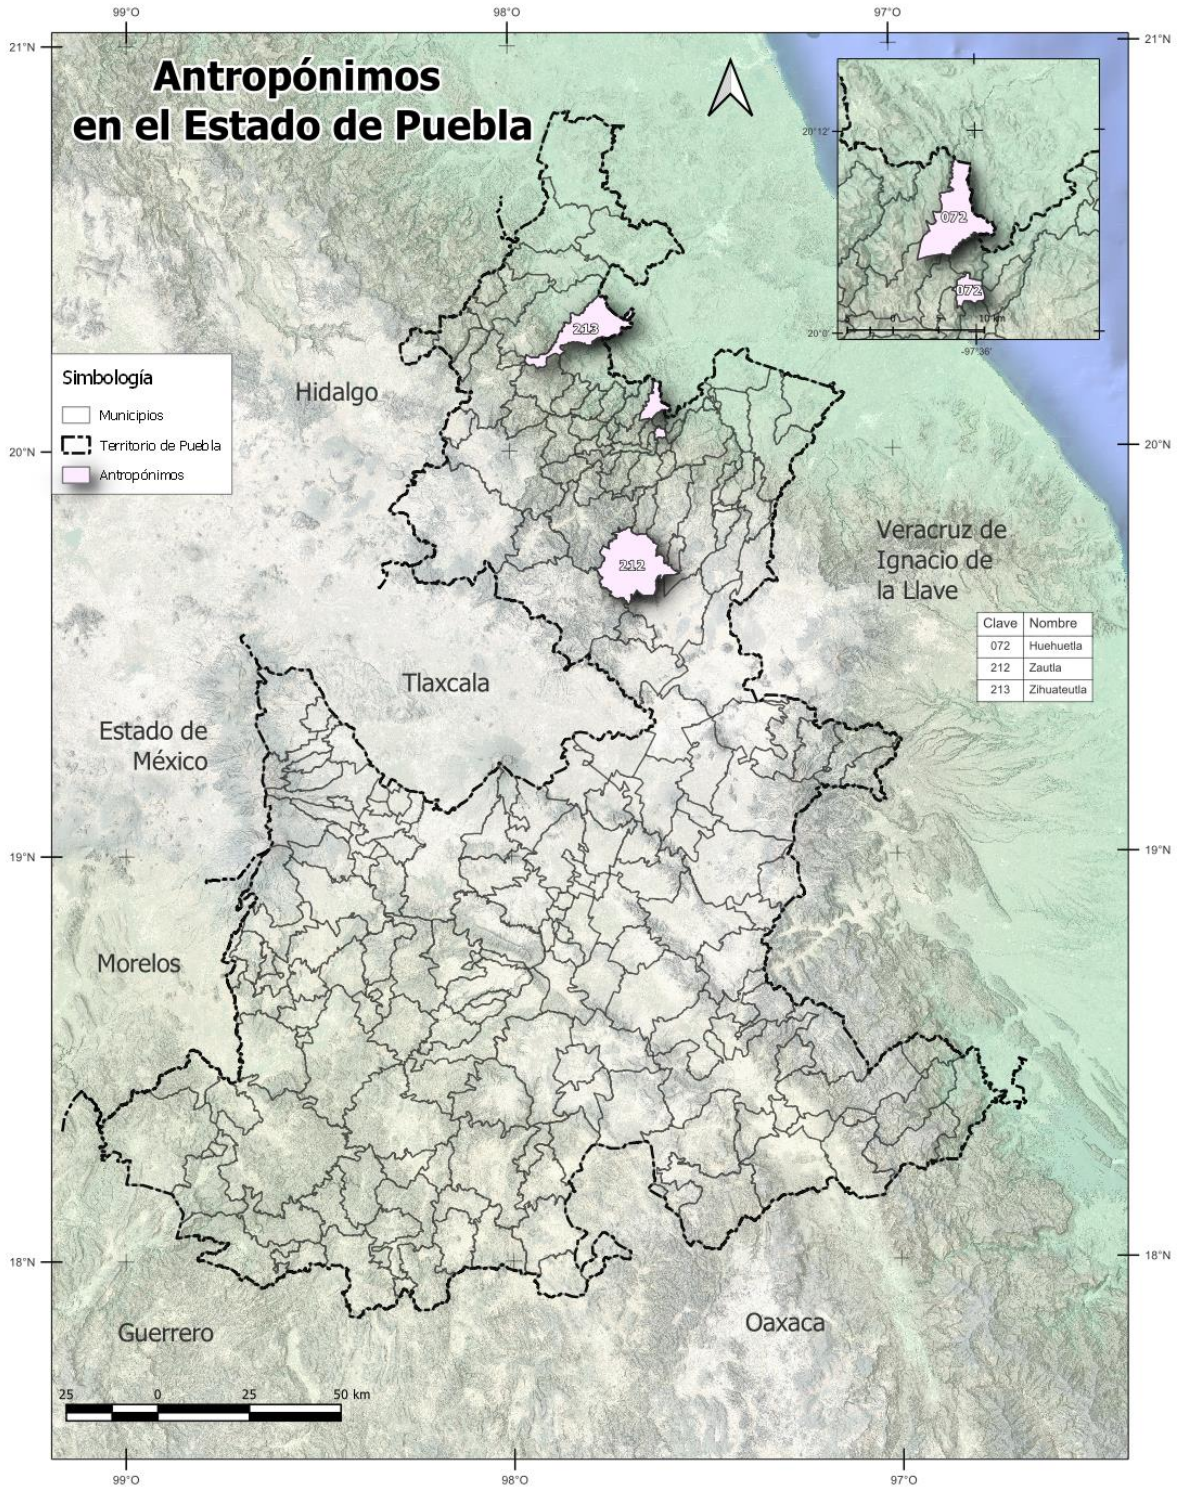 99°O
98°O
97°O
21°N
21°N
Antropónimos
en el Estado de Puebla
20°12'
072
072
10 km
20°0'
-97°36'
213
Simbología
Municipios
Territorio de Puebla
Antropónimos
Hidalgo
20°N
20°N
212
Veracruz de
Ignacio de
la Llave
Clave Nombre
072 Huehuetla
212 Zautla
213 Zihuateutla
Tlaxcala
Estado de
México
19°N
19°N
Morelos
18°N
18°N
Guerrero
Oaxaca
25 0 25 50 km
99°O
98°O
97°O